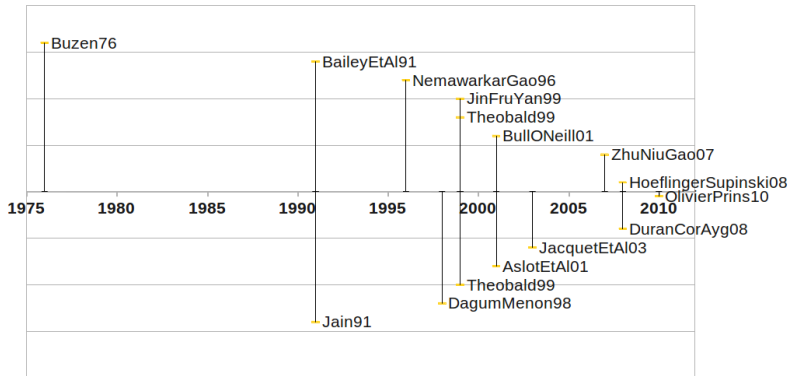 Buzen76
BaileyEtAl91
NemawarkarGao96
JinFruYan99
Theobald99
BullONeill01
ZhuNiuGao07
HoeflingerSupinski08
OlivierPrins10
1975 1980 1985 1990 1995 2000 2005 2010
DuranCorAyg08
JacquetEtAl03
AslotEtAl01
Theobald99
DagumMenon98
Jain91